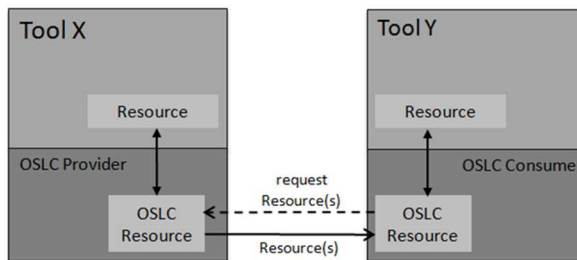 Tool X
Tool Y
Resource
Resource
OSLC Provider
OSLC Consume
request
Resource(s)
OSLC
Resource
OSLC
Resource
Resource(s)